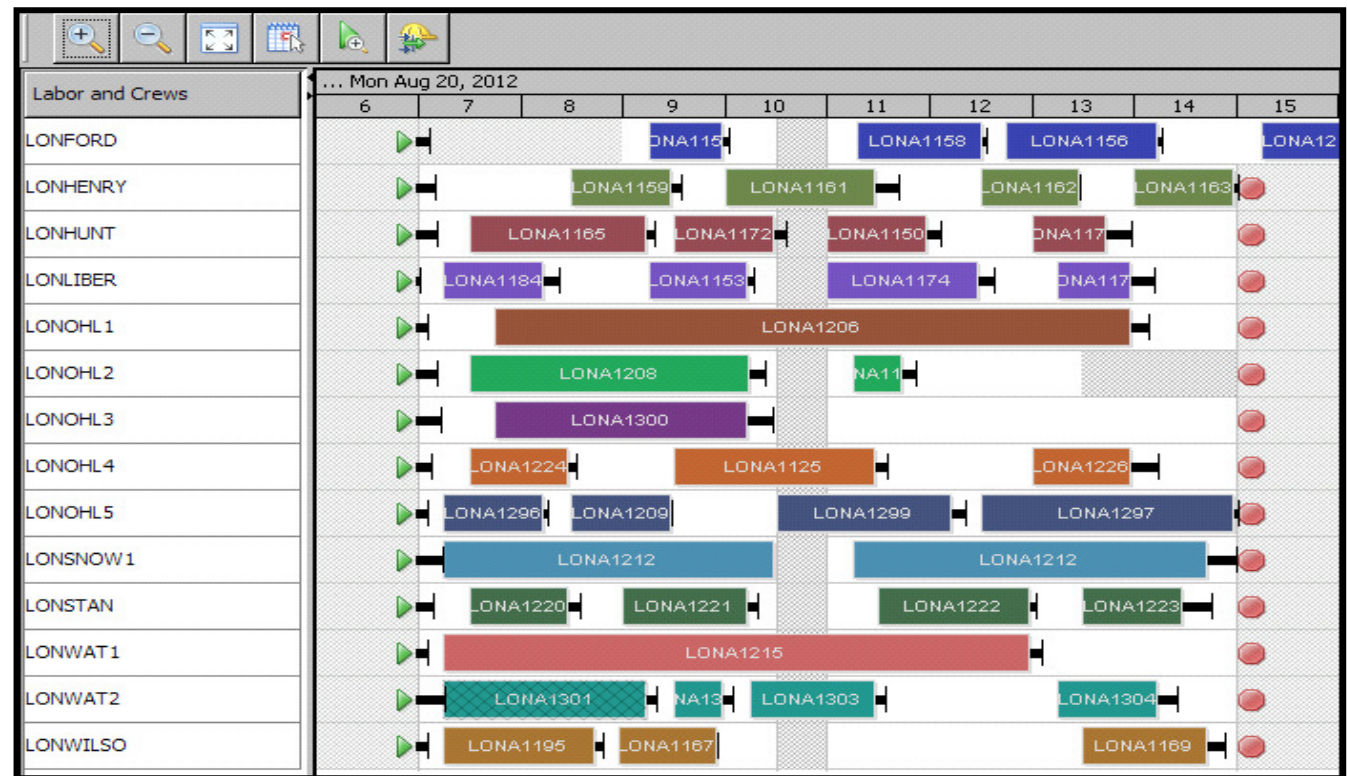 ... Mon Aug 20, 2012
Labor and Crews
6 7 8 9 10 11 12 13 14 15
LONFORD ONA115 LONA1158 LONA1156 LONA12
LONHENRY LONA1159 LONA1161 LONA1162 LONA1163
LONHUNT LONA1165 LONA1172 LONA1150 ONA117
LONLIBER LONA1184 LONA1153 LONA1174 ONA117
LONOHL1 LONA1206
LONOHL2 LONA1208 NA11
LONOHL3 LONA1300
LONOHL4 LONA1224 LONA1125 LONA1226
LONOHL5 LONA1296 LONA1209 LONA1299 LONA1297
LONSNOW1 LONA1212 LONA1212
LONSTAN LONA1220 LONA1221 LONA1222 LONA1223
LONWAT1 LONA1215
LONWAT2 LONA1301 NA13 LONA1303 LONA1304
LONWILSO LONA1195 LONA1167 LONA1169